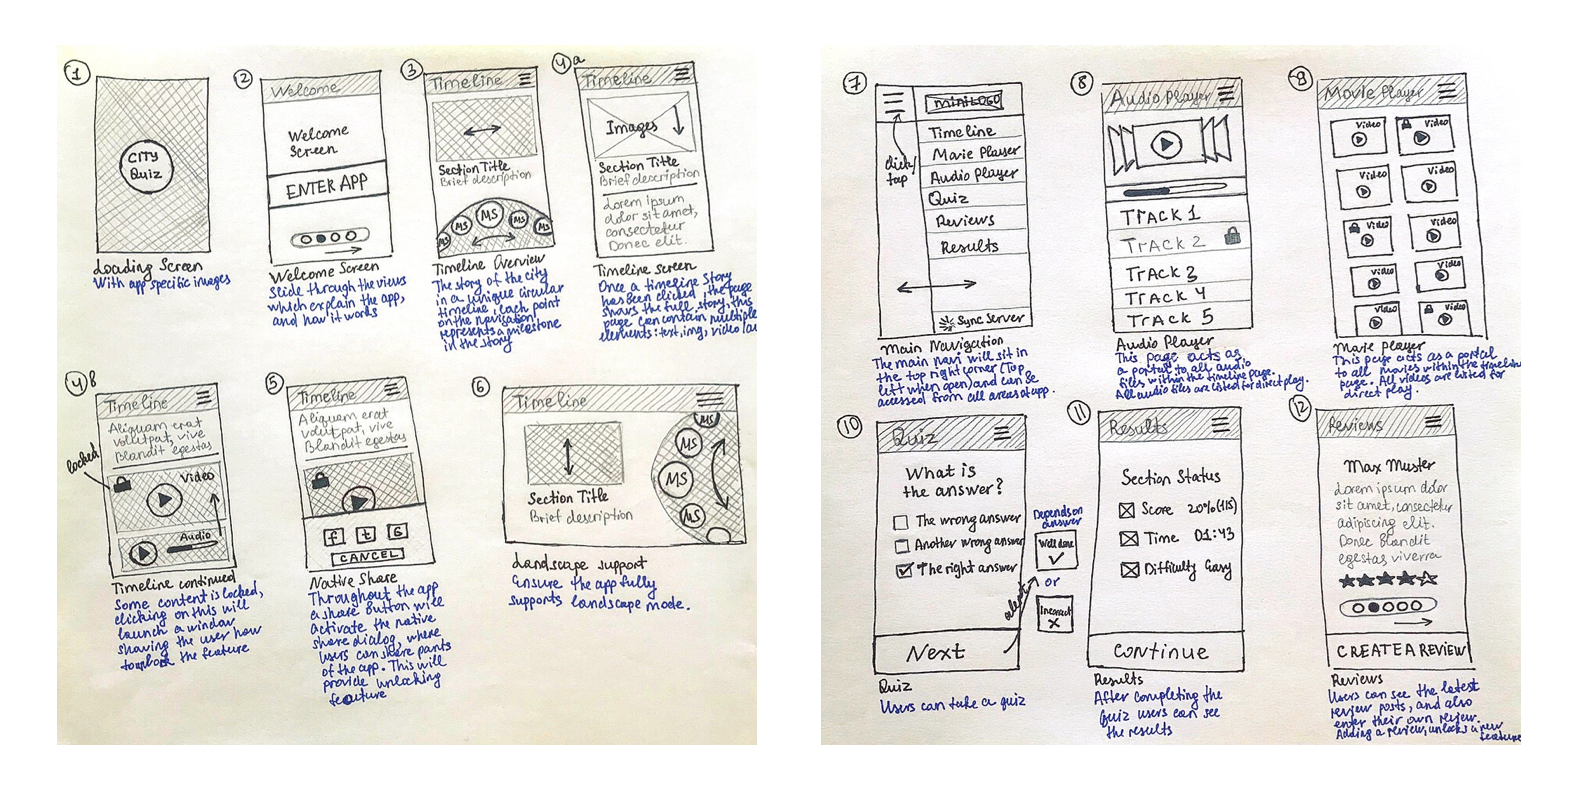 1
CITY
Quiz
Loading Screen
With app specific images
2
Welcome
Welcome
Screen
ENTER APP
Welcome Screen
Slide through the views
which explain the app,
and how it works
3
Timeline
Section Title
Brief description
MS
MS
MS
MS
MS
Timeline Overview
The story of the city
in a unique circular
timeline, each point
on the navisation
represents a milestone
in the story
4a
Timeline
Images
Section Title
Brief description
Lorem ipsum
dolor sit amet,
consectetur
Donec elit.
Timeline screen
Once a timeline story
has been clicked, the page
shows the full story, this
page can contain multiple
elements: text, img, video
4B
Timeline
Aliquam erat
volutpat, vive
Blandit egestas
locked
Video
Audio
Timeline continued
Some content is locked,
clicking on this will
launch a window
showing the user how
to the feature
5
Timeline
Aliquam erat
volutpat, vive
Blandit egestas
f t G
CANCEL
Native Share
Throughout the app
a share button will
activate the native
share dialog, where
users can share parts
of the app. This will
provide unlocking
feature
6
Timeline
MS
MS
MS
MS
Section Title
Brief description
Landscape support
Ensure the app fully
supports landscape mode.
7
mini LOGO
click/
tap
Timeline
Movie Player
Audio Player
Quiz
Reviews
Results
Sync Server
Main Navigation
The main navi will sit in
the top right corner (Top
left when open) and can be
accessed from all areas of app.
8
Audio player
TRACK 1
TRACK 2
TRACK 3
TRACK 4
TRACK 5
Audio Player
This page acts as
a portal to all audio
files within the timeline page.
All audio files are listed for direct play.
9
Movie Player
Video
Video
Video
Video
Video
Video
Video
Video
Video
Video
Movie player
This page acts as a portal
to all movies within the timeline
page. All videos are listed for
direct play.
10
Quiz
What is
the answer?
The wrong answer
Another wrong answer
The right answer
Next
alert
Depends on
answer
Well done
or
Incorrect
X
Quiz
Users can take a quiz
11
Results
Section Status
Score 20% (1/5)
Time 01:43
Difficulty Easy
Continue
Results
After completing the
Quiz users can see
the results
12
Reviews
Max Muster
Lorem ipsum dolor
sit amet, consectetur
adipiscing elit.
Donec Blandit
egestas viverra
CREATE A REVIEW
Reviews
Users can see the latest
review posts, and also
enter their own review.
Adding a review, unlocks a new
feature